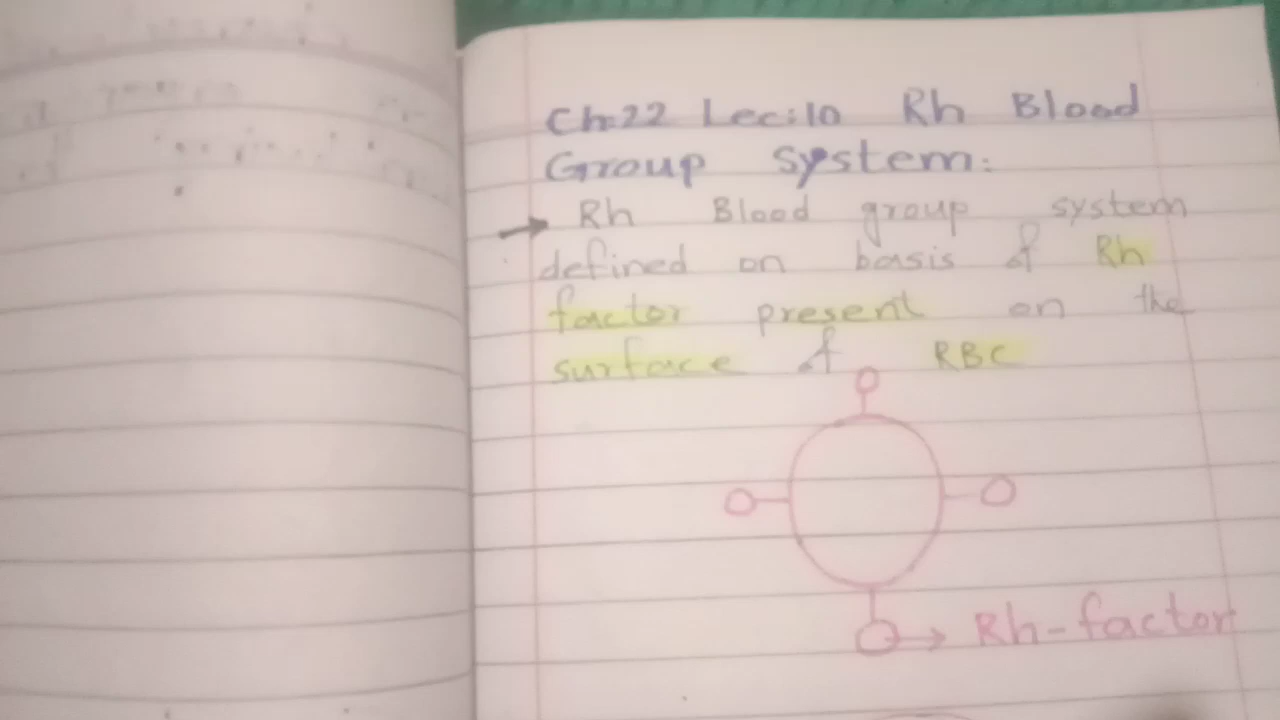 Ch:22 Lec:10 Rh Blood
Group System:
→ Rh Blood group system
defined on basis of Rh
factor present on the
surface of RBC
→ Rh-factor